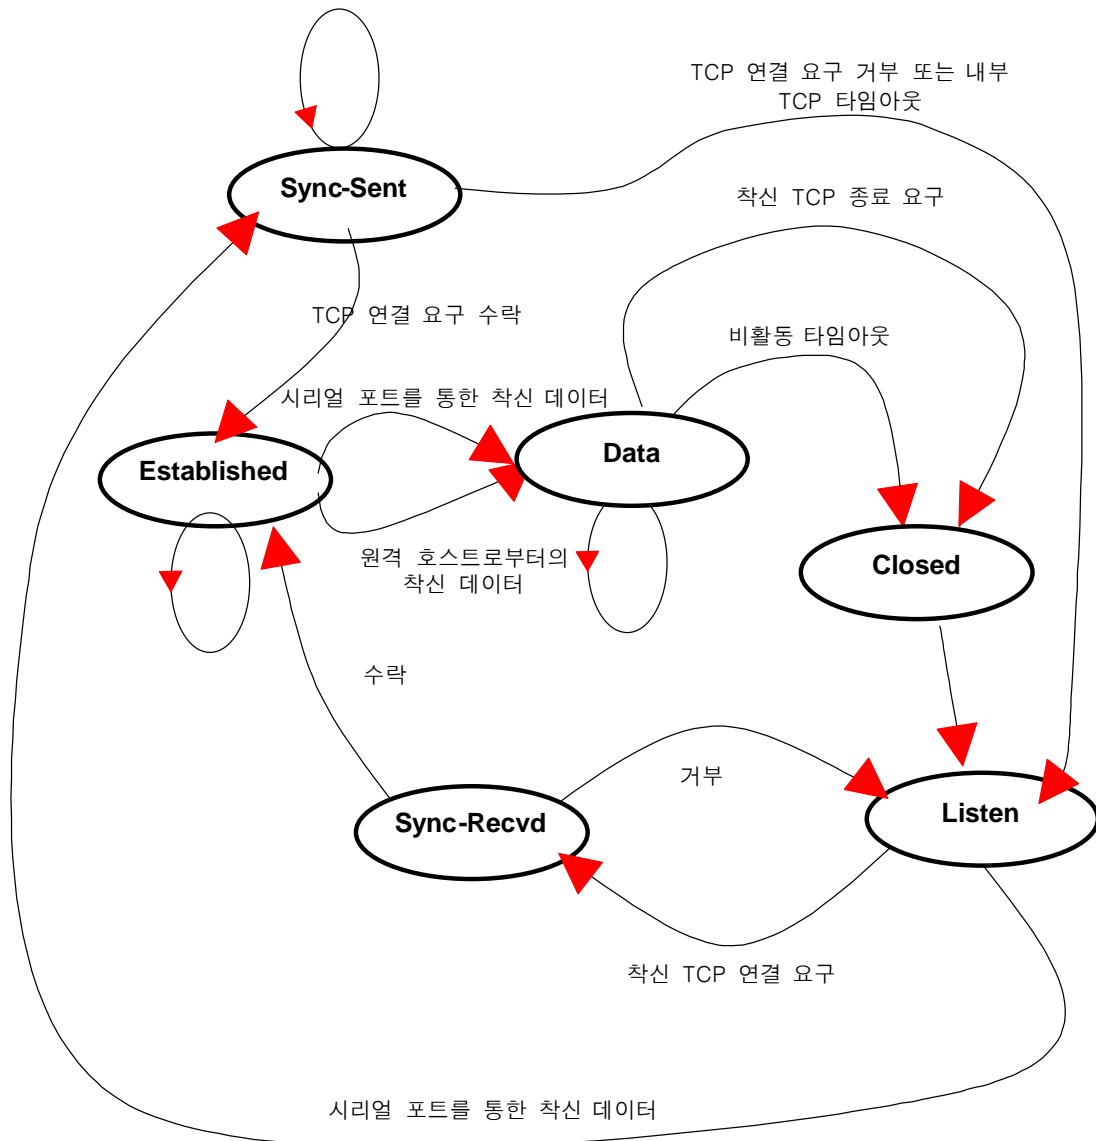 TCP 연결 요구 거부 또는 내부
TCP 타임아웃
Sync-Sent
착신 TCP 종료 요구
TCP 연결 요구 수락
비활동 타임아웃
시리얼 포트를 통한 착신 데이터
Established
Data
원격 호스트로부터의
착신 데이터
Closed
수락
거부
Sync-Recvd
Listen
착신 TCP 연결 요구
시리얼 포트를 통한 착신 데이터